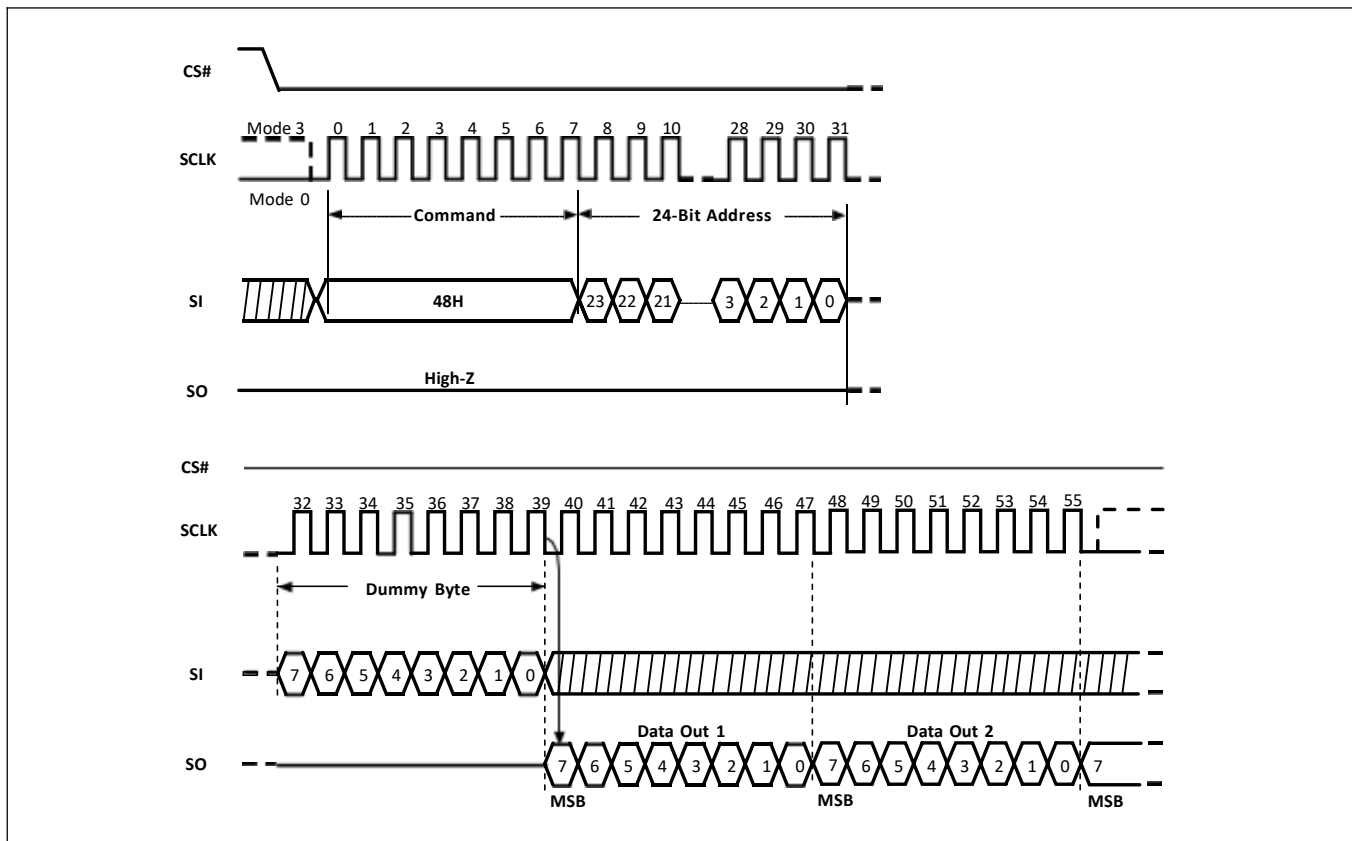 CS#
Mode 3 0 1 2 3 4 5 6 7 8 9 10 28 29 30 31
SCLK
Mode 0
Command 24-Bit Address
SI 48H 23 22 21 3 2 1 0
High-Z
SO
CS#
32 33 34 35 36 37 38 39 40 41 42 43 44 45 46 47 48 49 50 51 52 53 54 55
SCLK
Dummy Byte
SI 7 6 5 4 3 2 1 0
Data Out 1 Data Out 2
SO 7 6 5 4 3 2 1 0 7 6 5 4 3 2 1 0 7
MSB MSB MSB